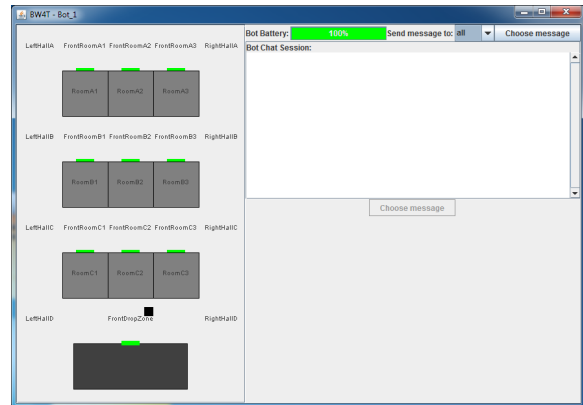 BW4T - Bot_1
Bot Battery: 100% Send message to: all Choose message
Bot Chat Session:
LeftHallA FrontRoomA1 FrontRoomA2 FrontRoomA3 RightHallA
RoomA1 RoomA2 RoomA3
LeftHallB FrontRoomB1 FrontRoomB2 FrontRoomB3 RightHallB
RoomB1 RoomB2 RoomB3
Choose message
LeftHallC FrontRoomC1 FrontRoomC2 FrontRoomC3 RightHallC
RoomC1 RoomC2 RoomC3
LeftHallD FrontDropZone RightHallD